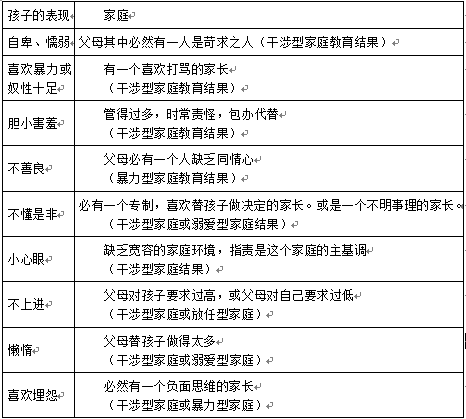 孩子的表现 家庭
自卑、懦弱 父母其中必然有一人是苛求之人（干涉型家庭教育结果）
喜欢暴力或 有一个喜欢打骂的家长
奴性十足 （干涉型家庭教育结果）
胆小害羞 管得过多，时常责怪，包办代替
（干涉型家庭教育结果）
不善良 父母必有一个人缺乏同情心
（暴力型家庭教育结果）
不懂是非 必有一个专制，喜欢替孩子做决定的家长。或是一个不明事理的家长。
（干涉型家庭或溺爱型家庭结果）
小心眼 缺乏宽容的家庭环境，指责是这个家庭的主基调
（干涉型家庭结果）
不上进 父母对孩子要求过高，或父母对自己要求过低
（干涉型家庭或放任型家庭）
懒惰 父母替孩子做得太多
（干涉型家庭或溺爱型家庭）
喜欢埋怨 必然有一个负面思维的家长
（干涉型家庭或暴力型家庭）